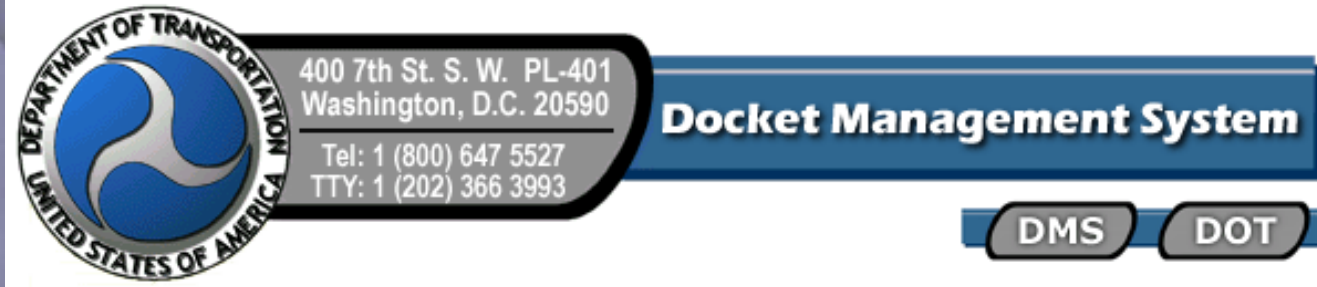 DEPARTMENT OF TRANSPORTATION
UNITED STATES OF AMERICA
400 7th St. S. W. PL-401
Washington, D.C. 20590
Tel: 1 (800) 647 5527
TTY: 1 (202) 366 3993
Docket Management System
DMS
DOT